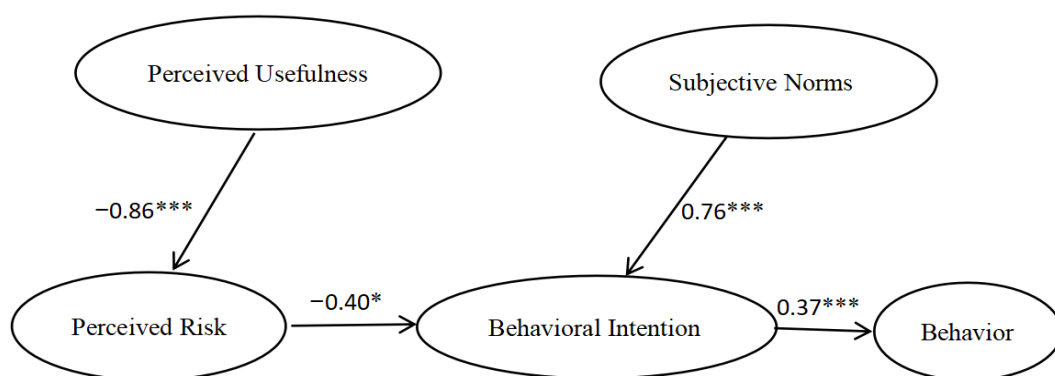 Perceived Usefulness
Subjective Norms
−0.86***
0.76***
Perceived Risk
−0.40*
Behavioral Intention
0.37***
Behavior